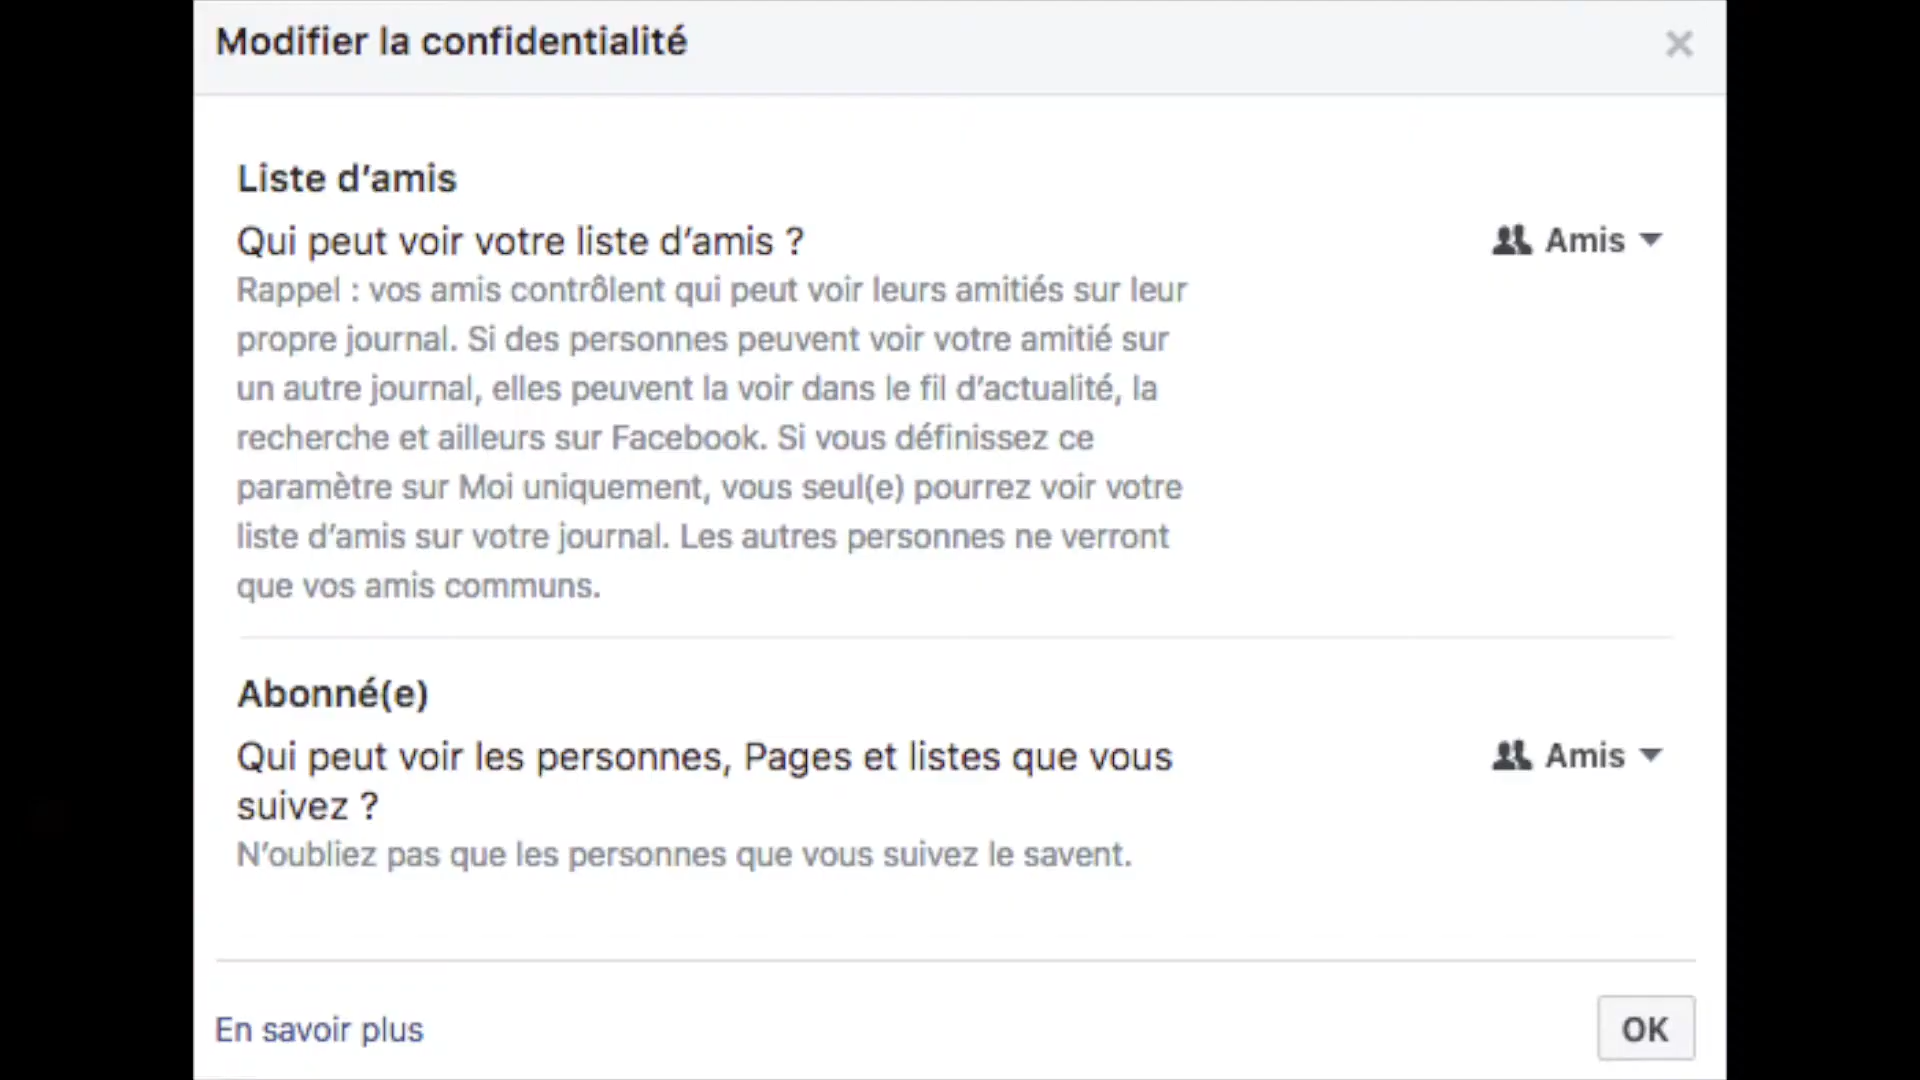 Modifier la confidentialité
Liste d’amis
Qui peut voir votre liste d’amis ?
Amis
Rappel : vos amis contrôlent qui peut voir leurs amitiés sur leur
propre journal. Si des personnes peuvent voir votre amitié sur
un autre journal, elles peuvent la voir dans le fil d’actualité, la
recherche et ailleurs sur Facebook. Si vous définissez ce
paramètre sur Moi uniquement, vous seul(e) pourrez voir votre
liste d’amis sur votre journal. Les autres personnes ne verront
que vos amis communs.
Abonné(e)
Qui peut voir les personnes, Pages et listes que vous
suivez ?
Amis
N’oubliez pas que les personnes que vous suivez le savent.
En savoir plus
OK